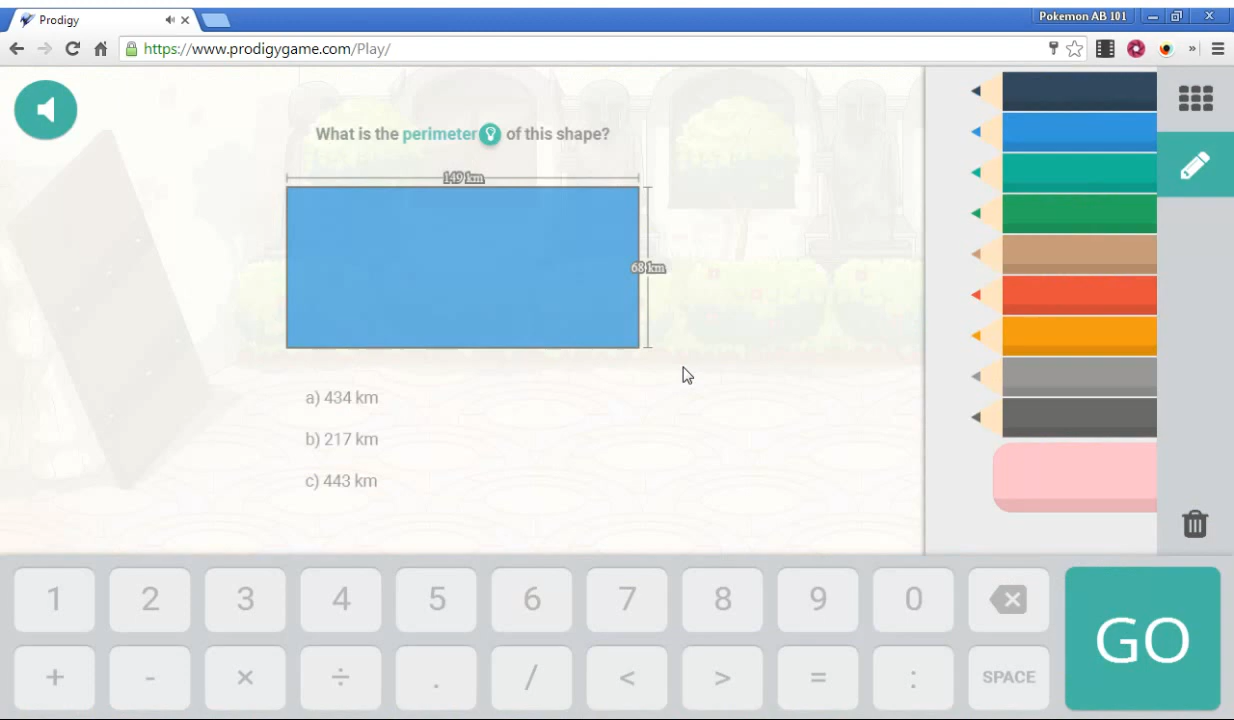 Prodigy
Pokemon AB 101
https://www.prodigygame.com/Play/
What is the perimeter of this shape?
149 km
68 km
a) 434 km
b) 217 km
c) 443 km
1 2 3 4 5 6 7 8 9 0
+ - × ÷ . / < > = : SPACE
GO